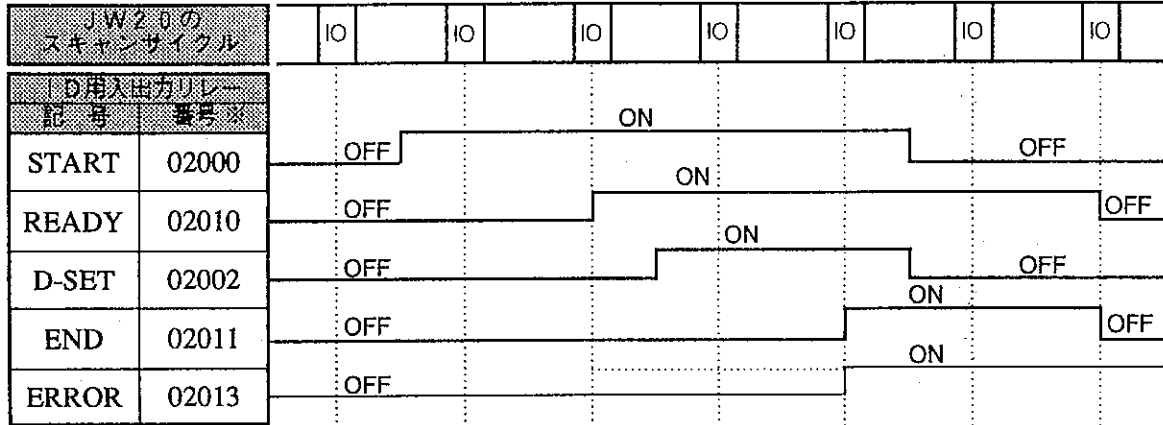 JW20の
スキャンサイクル
IO IO IO IO IO IO IO
ID用入出力リレー
記号 番号※
START 02000 OFF ON OFF
READY 02010 OFF ON OFF
D-SET 02002 OFF ON OFF
END 02011 OFF ON OFF
ERROR 02013 OFF ON